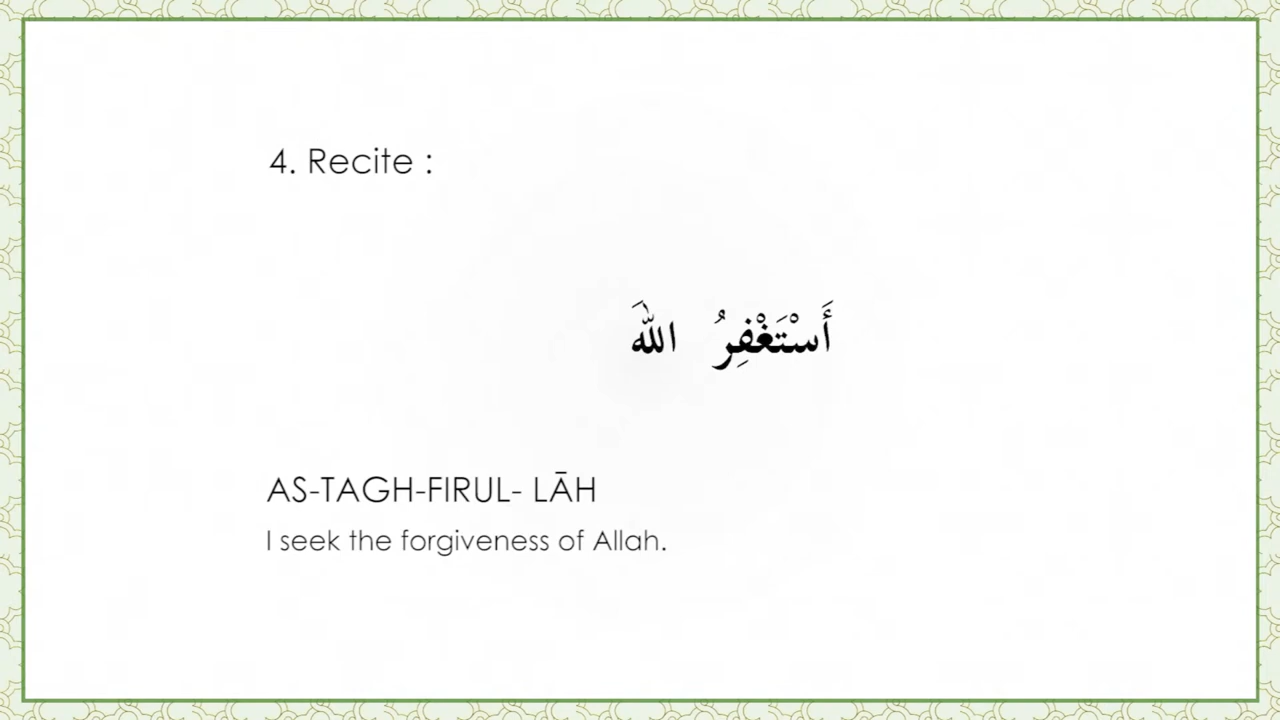 4. Recite :
أَسْتَغْفِرُ اللّٰهَ
AS-TAGH-FIRUL- LĀH
I seek the forgiveness of Allah.